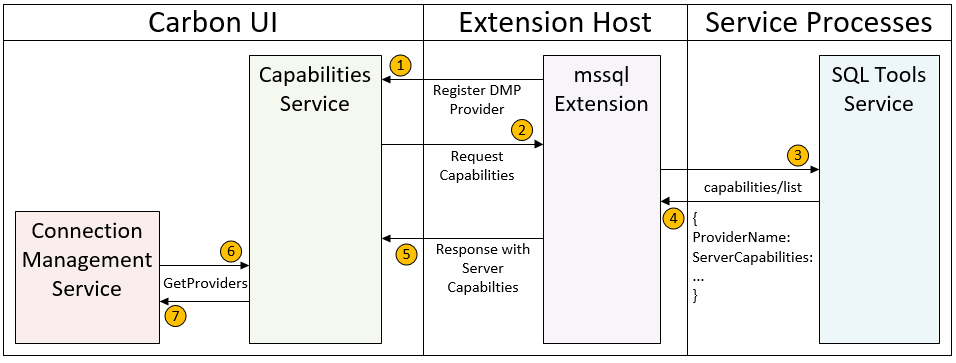 Carbon UI
Extension Host
Service Processes
Capabilities
Service
1
Register DMP
Provider
mssql
Extension
SQL Tools
Service
2
Request
Capabilities
3
capabilities/list
4
{
ProviderName:
ServerCapabilities:
...
}
5
Response with
Server
Capabilties
Connection
Management
Service
6
GetProviders
7